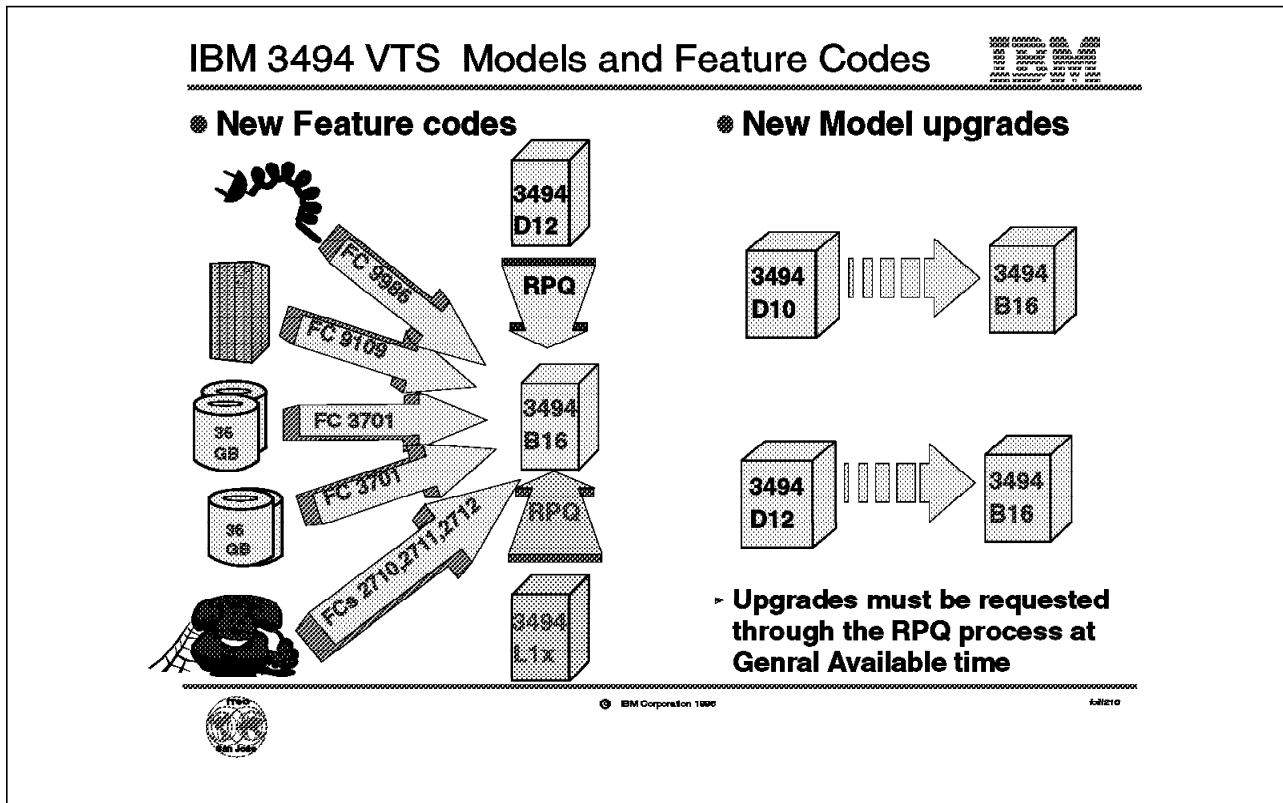 IBM 3494 VTS Models and Feature Codes
IBM
New Feature codes
New Model upgrades
3494
D12
RPQ
FC 9986
FC 9109
36
GB
FC 3701
3494
B16
36
GB
FC 3701
FCs 2710,2711,2712
RPQ
3494
L1x
3494
D10
3494
B16
3494
D12
3494
B16
Upgrades must be requested
through the RPQ process at
Genral Available time
ITSO
San Jose
© IBM Corporation 1996
foil210